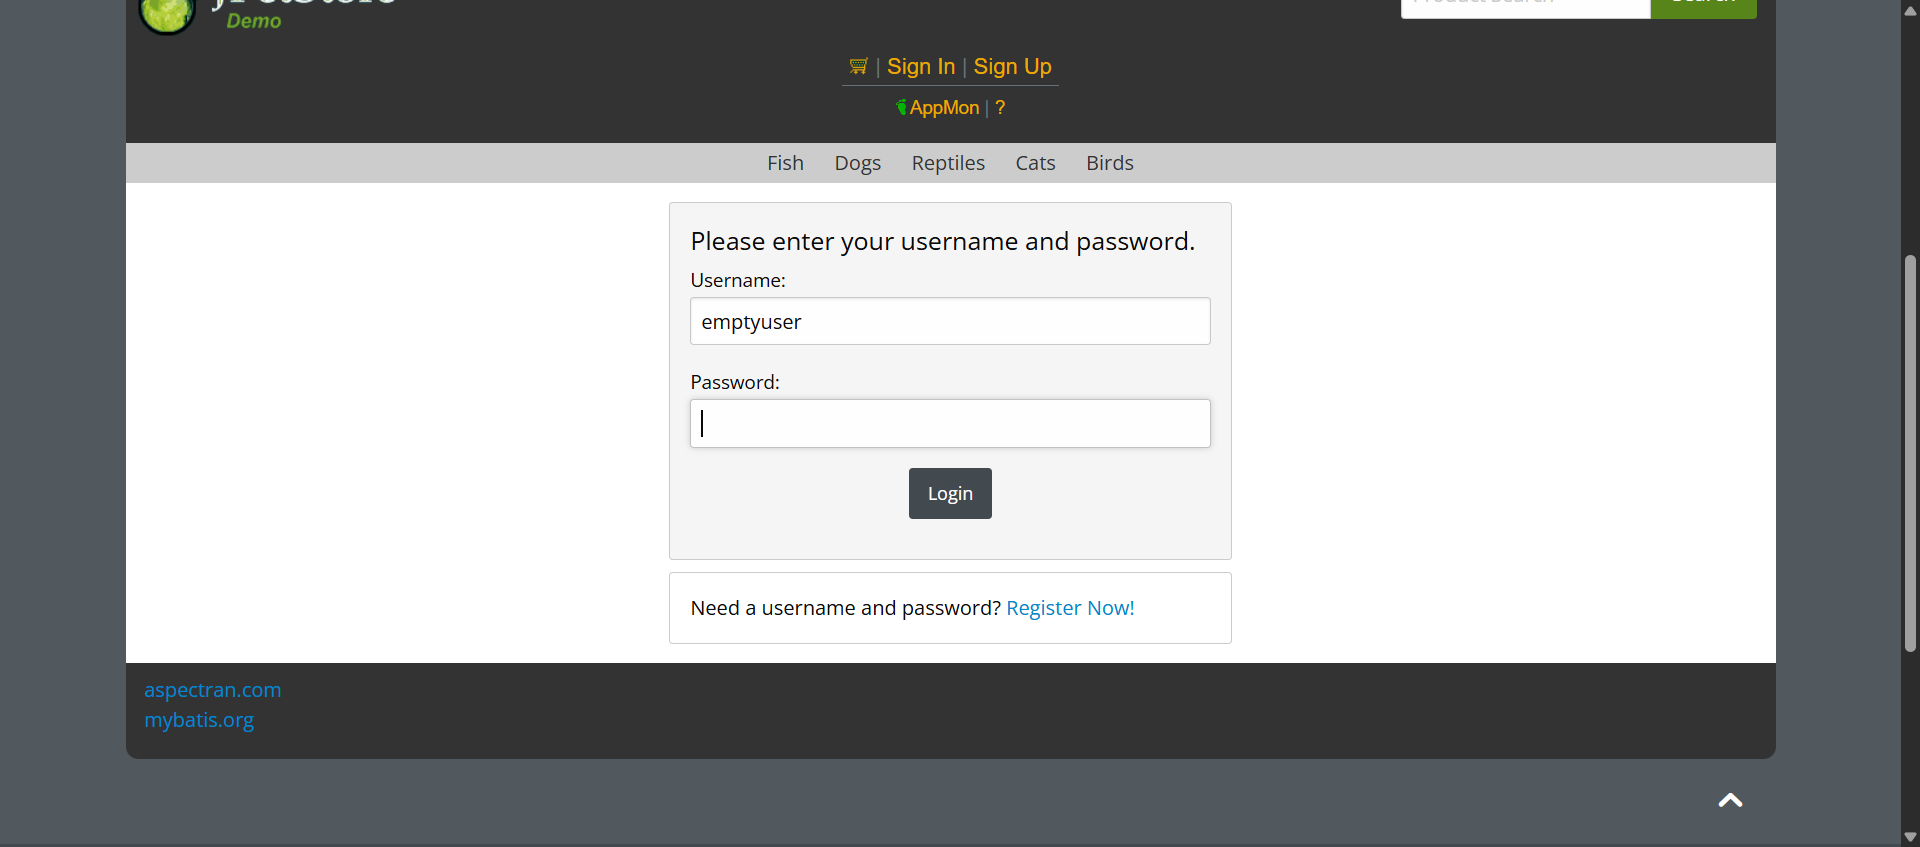 Demo
| Sign In | Sign Up
AppMon | ?
Fish Dogs Reptiles Cats Birds
Please enter your username and password.
Username:
emptyuser
Password:
Login
Need a username and password? Register Now!
aspectran.com
mybatis.org